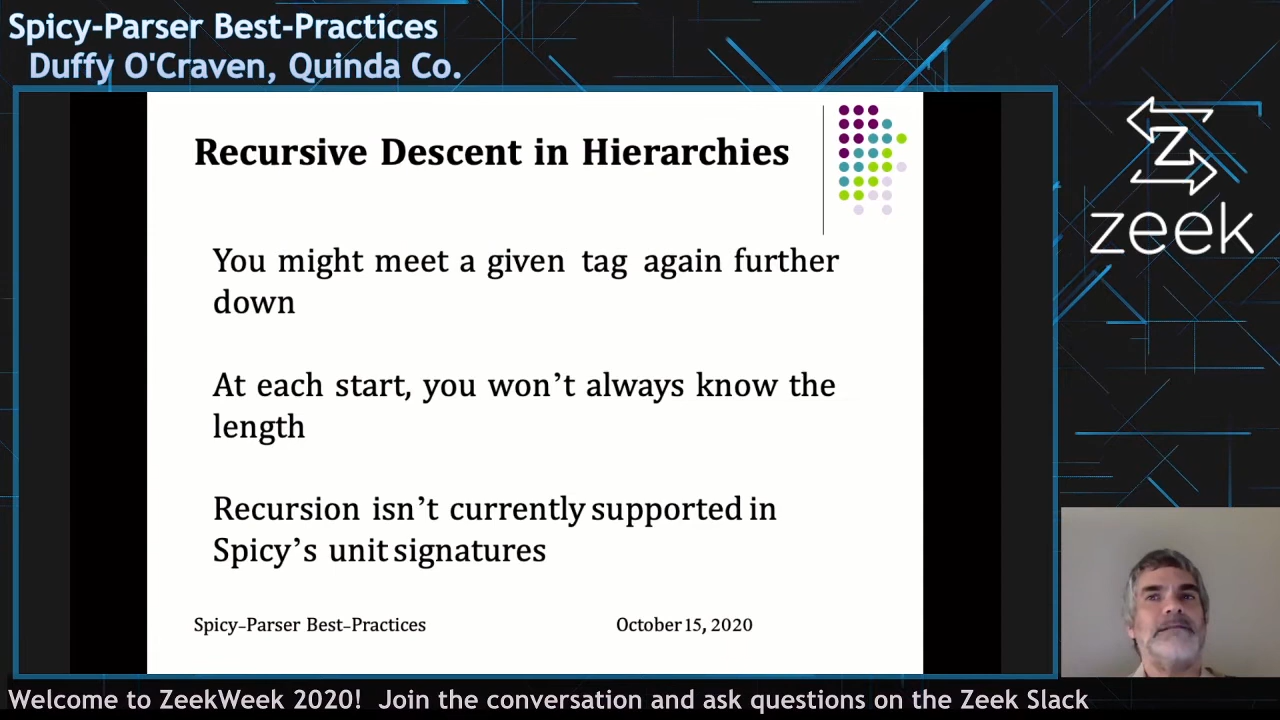 Spicy-Parser Best-Practices
Duffy O'Craven, Quinda Co.
Recursive Descent in Hierarchies
You might meet a given tag again further
down
At each start, you won’t always know the
length
Recursion isn’t currently supported in
Spicy’s unit signatures
Spicy-Parser Best-Practices
October 15, 2020
Z
zeek
Welcome to ZeekWeek 2020! Join the conversation and ask questions on the Zeek Slack